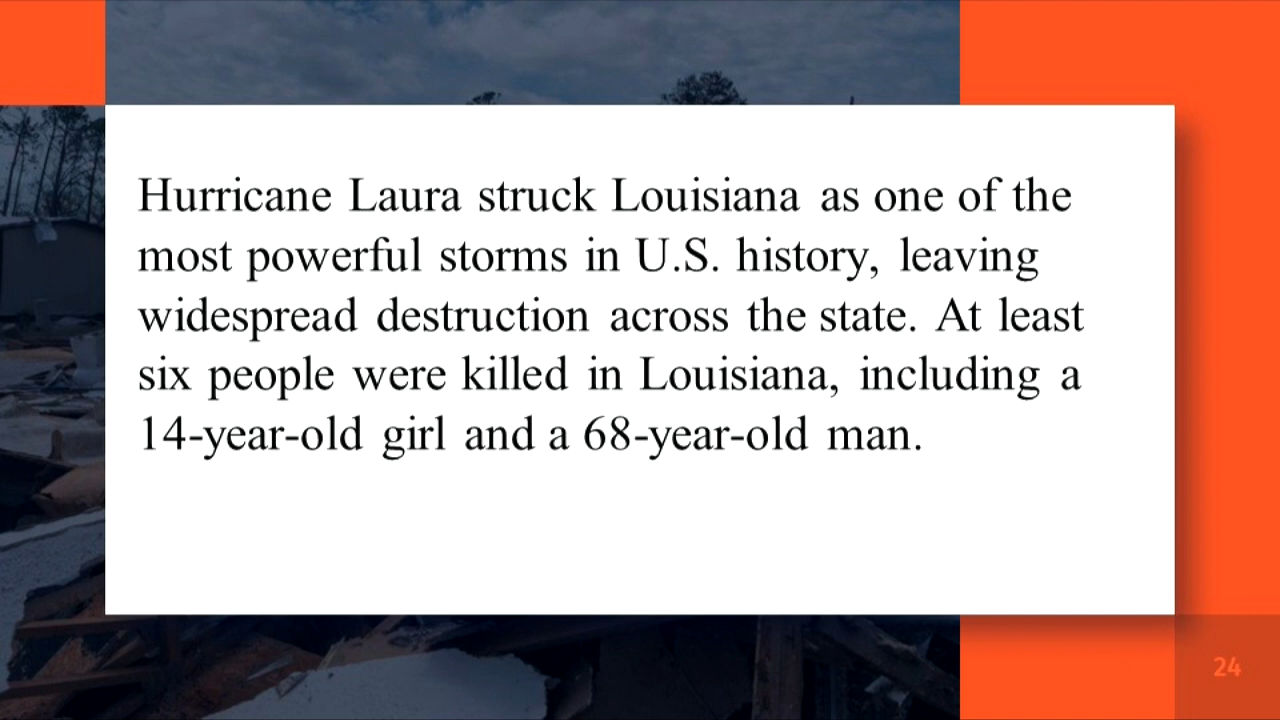 Hurricane Laura struck Louisiana as one of the
most powerful storms in U.S. history, leaving
widespread destruction across the state. At least
six people were killed in Louisiana, including a
14-year-old girl and a 68-year-old man.
24